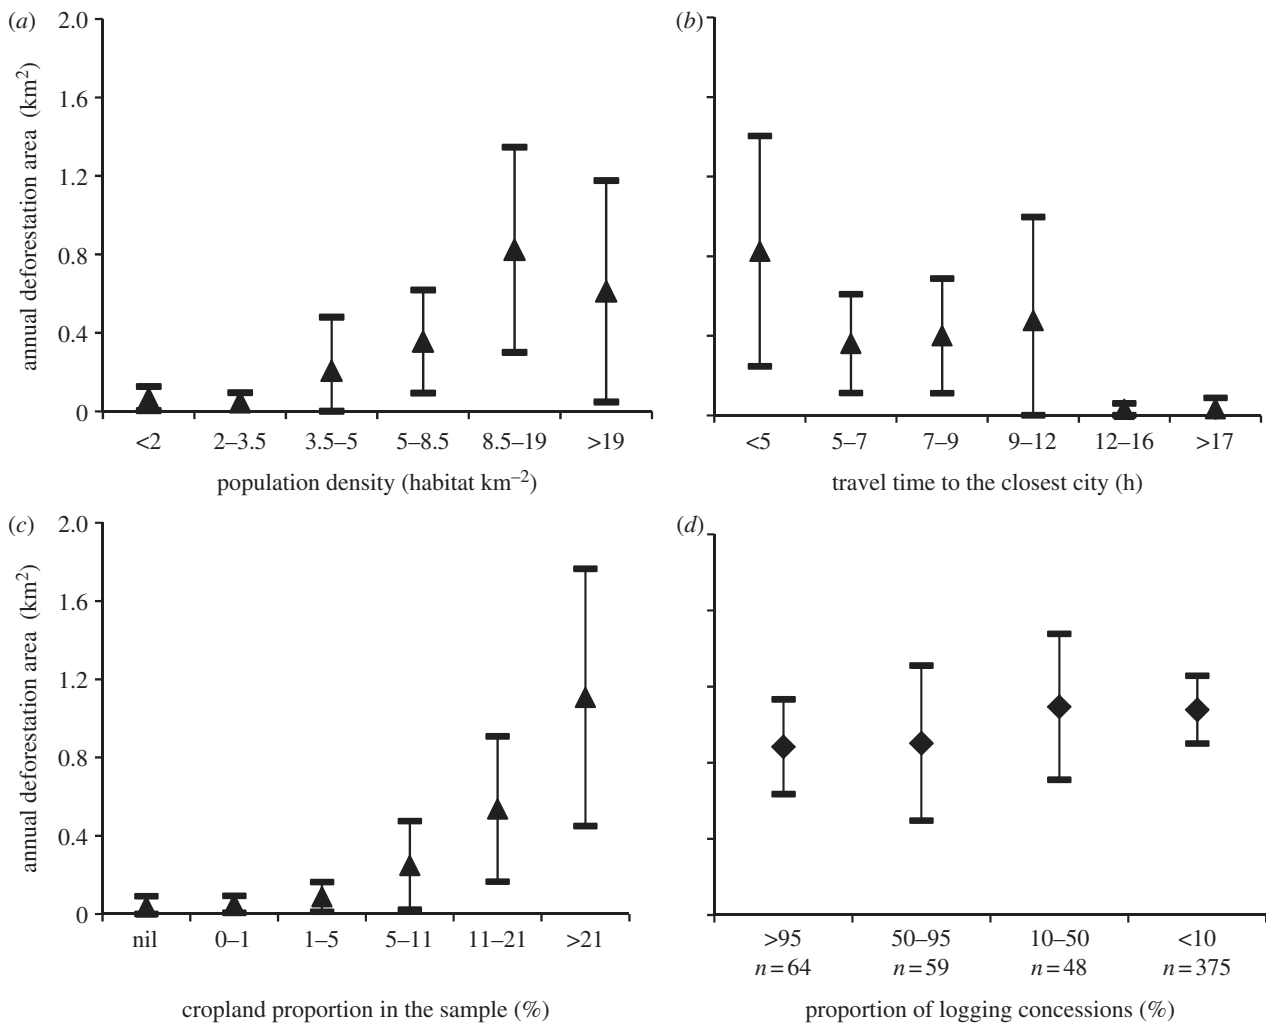 (a)
2.0
1.6
1.2
0.8
0.4
0
annual deforestation area (km²)
<2 2–3.5 3.5–5 5–8.5 8.5–19 >19
population density (habitat km⁻²)
(b)
<5 5–7 7–9 9–12 12–16 >17
travel time to the closest city (h)
(c)
2.0
1.6
1.2
0.8
0.4
0
annual deforestation area (km²)
nil 0–1 1–5 5–11 11–21 >21
cropland proportion in the sample (%)
(d)
>95 50–95 10–50 <10
n=64 n=59 n=48 n=375
proportion of logging concessions (%)